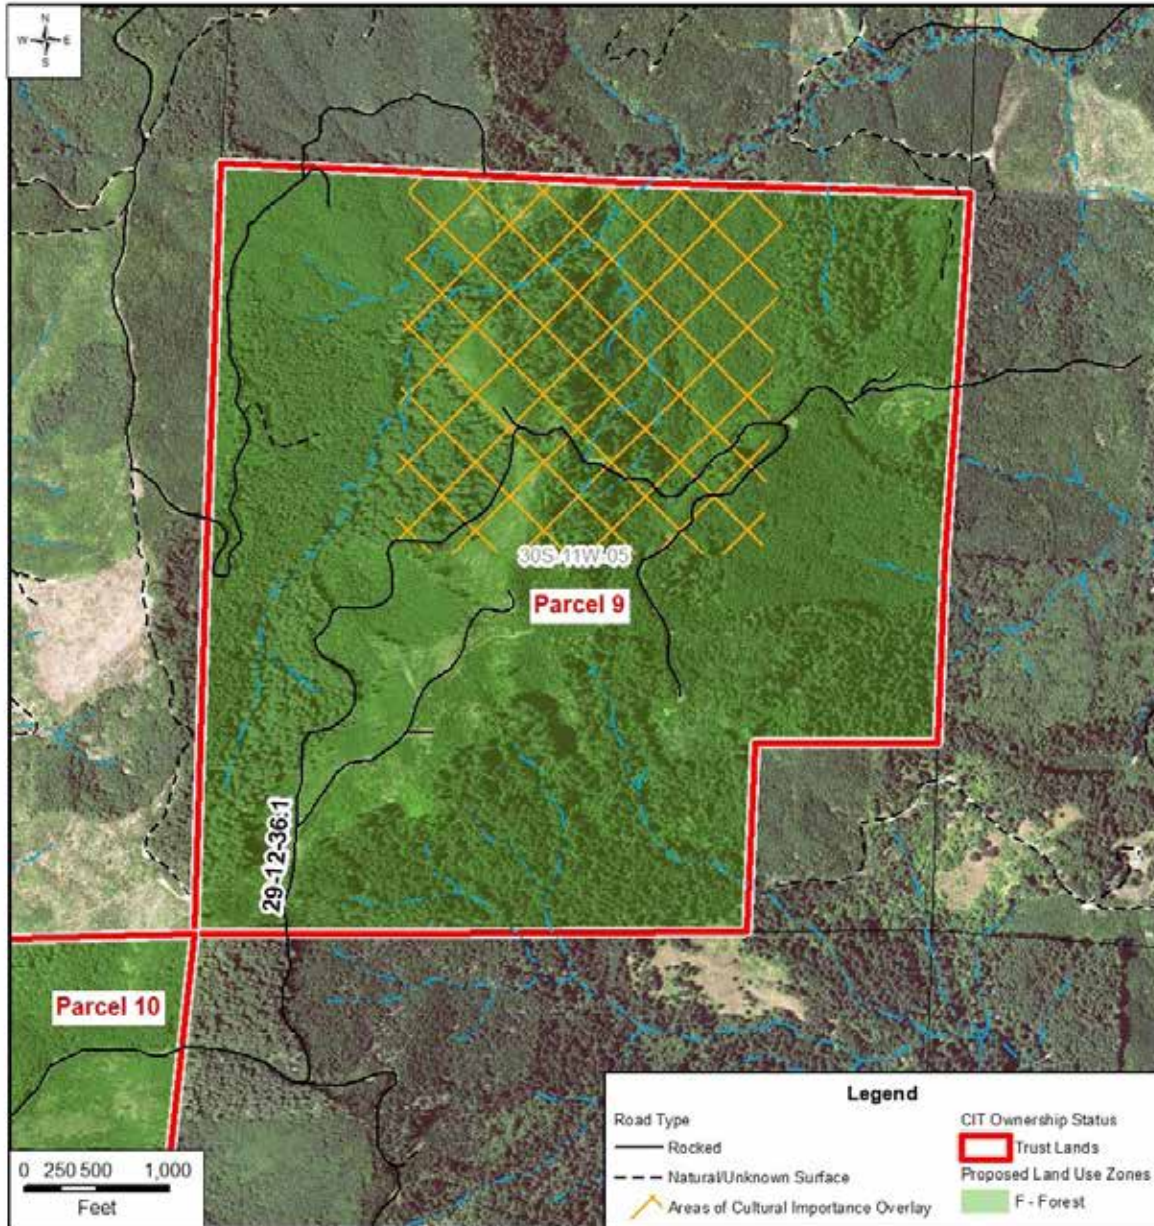 N
W E
S
30S-11W-05
Parcel 9
29-12-36:1
Parcel 10
0 250 500 1,000
Feet
Legend
Road Type
Rocked
Natural/Unknown Surface
Areas of Cultural Importance Overlay
CIT Ownership Status
Trust Lands
Proposed Land Use Zones
F - Forest